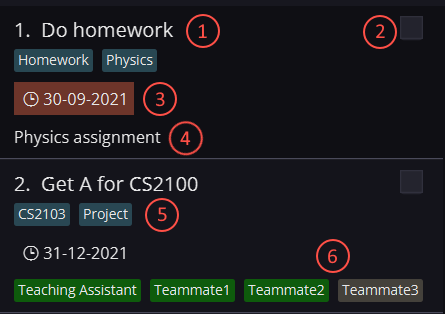 1. Do homework 1 2
Homework Physics
30-09-2021 3
Physics assignment 4
2. Get A for CS2100
CS2103 Project 5
31-12-2021
6
Teaching Assistant Teammate1 Teammate2 Teammate3